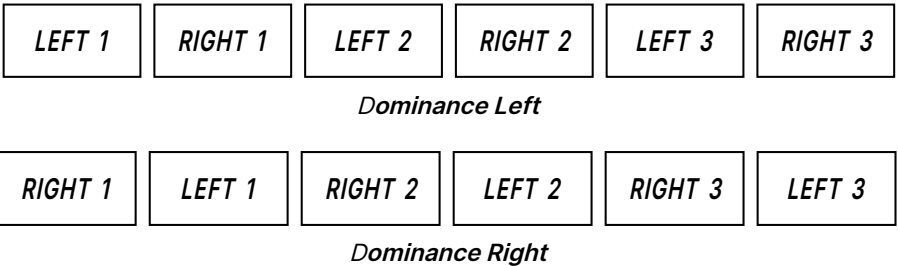 LEFT 1 RIGHT 1 LEFT 2 RIGHT 2 LEFT 3 RIGHT 3
Dominance Left
RIGHT 1 LEFT 1 RIGHT 2 LEFT 2 RIGHT 3 LEFT 3
Dominance Right